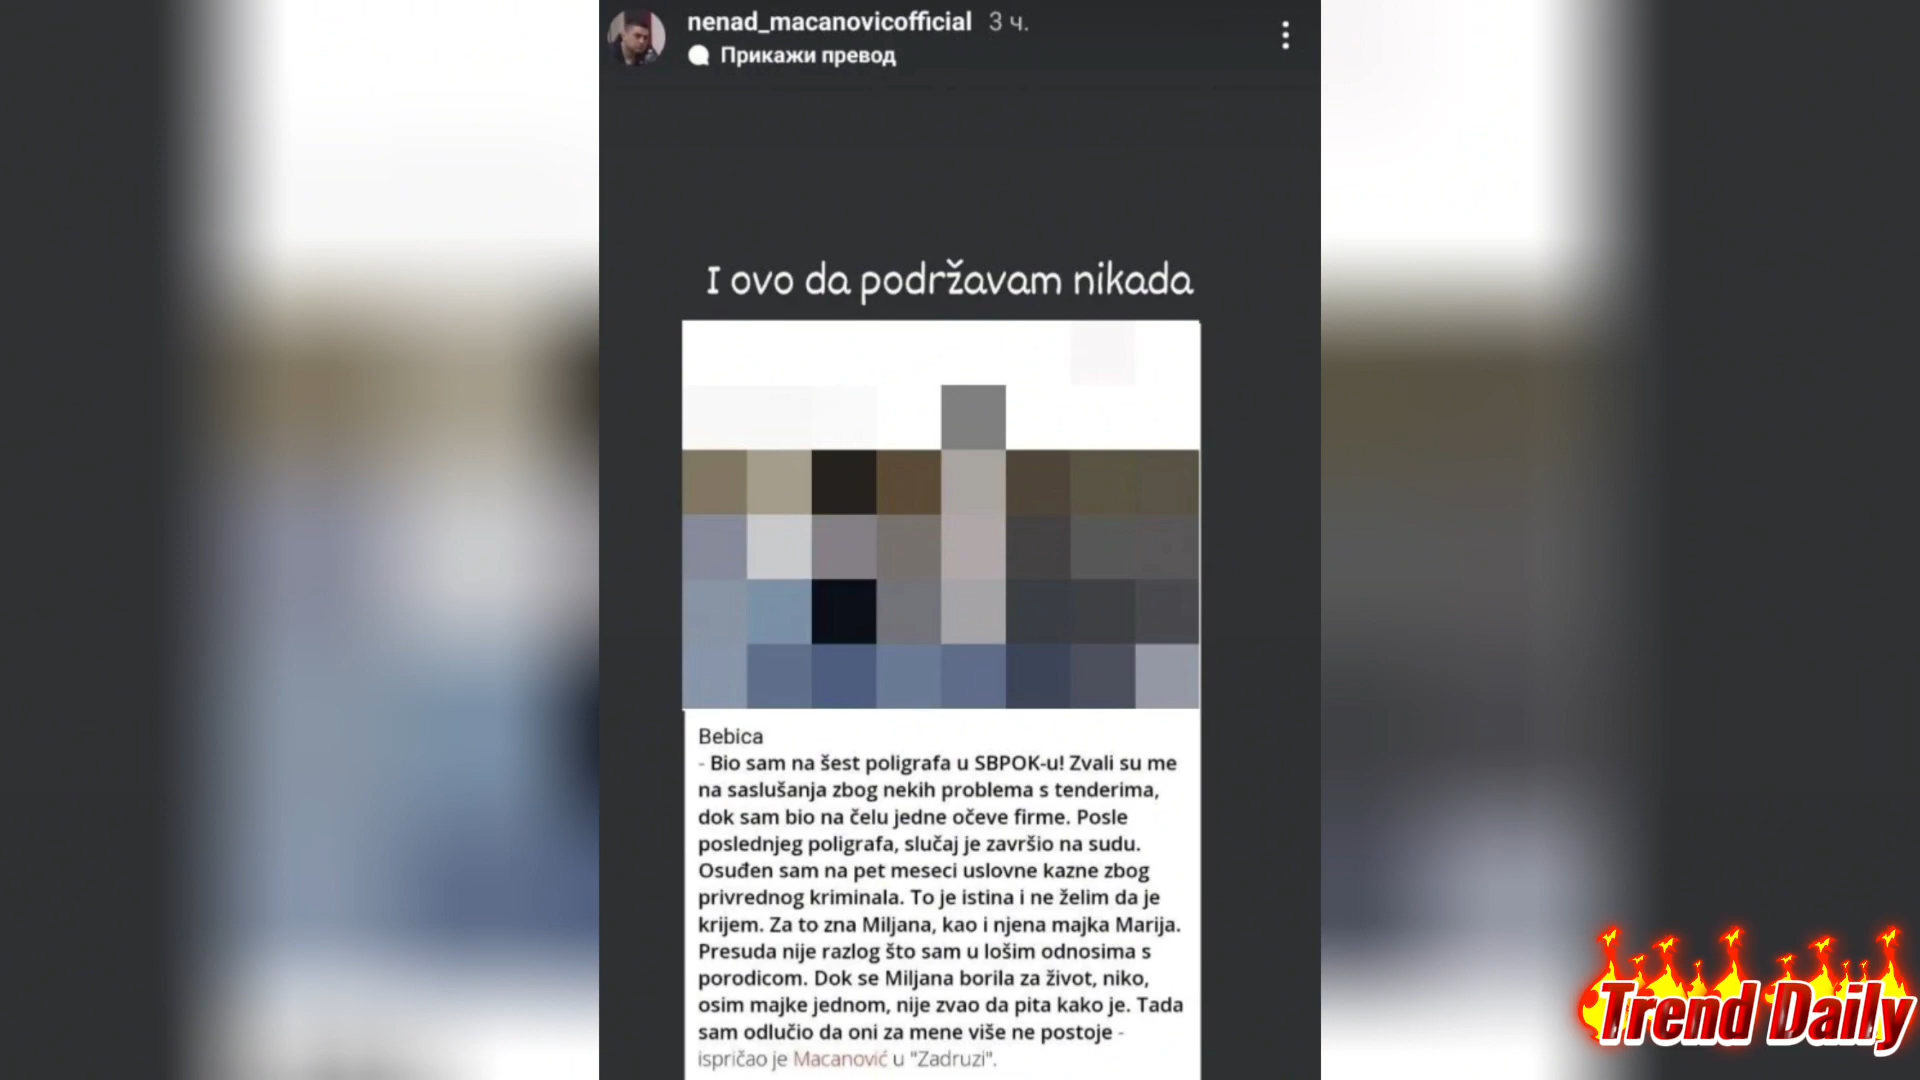 nenad_macanovicofficial 3 ч.
Прикажи превод
I ovo da podržavam nikada
Bebica
- Bio sam na šest poligrafa u SBPOK-u! Zvali su me
na saslušanja zbog nekih problema s tenderima,
dok sam bio na čelu jedne očeve firme. Posle
poslednjeg poligrafa, slučaj je završio na sudu.
Osuđen sam na pet meseci uslovne kazne zbog
privrednog kriminala. To je istina i ne želim da je
krijem. Za to zna Miljana, kao i njena majka Marija.
Presuda nije razlog što sam u lošim odnosima s
porodicom. Dok se Miljana borila za život, niko,
osim majke jednom, nije zvao da pita kako je. Tada
sam odlučio da oni za mene više ne postoje -
ispričao je Macanović u "Zadruzi".
Trend Daily